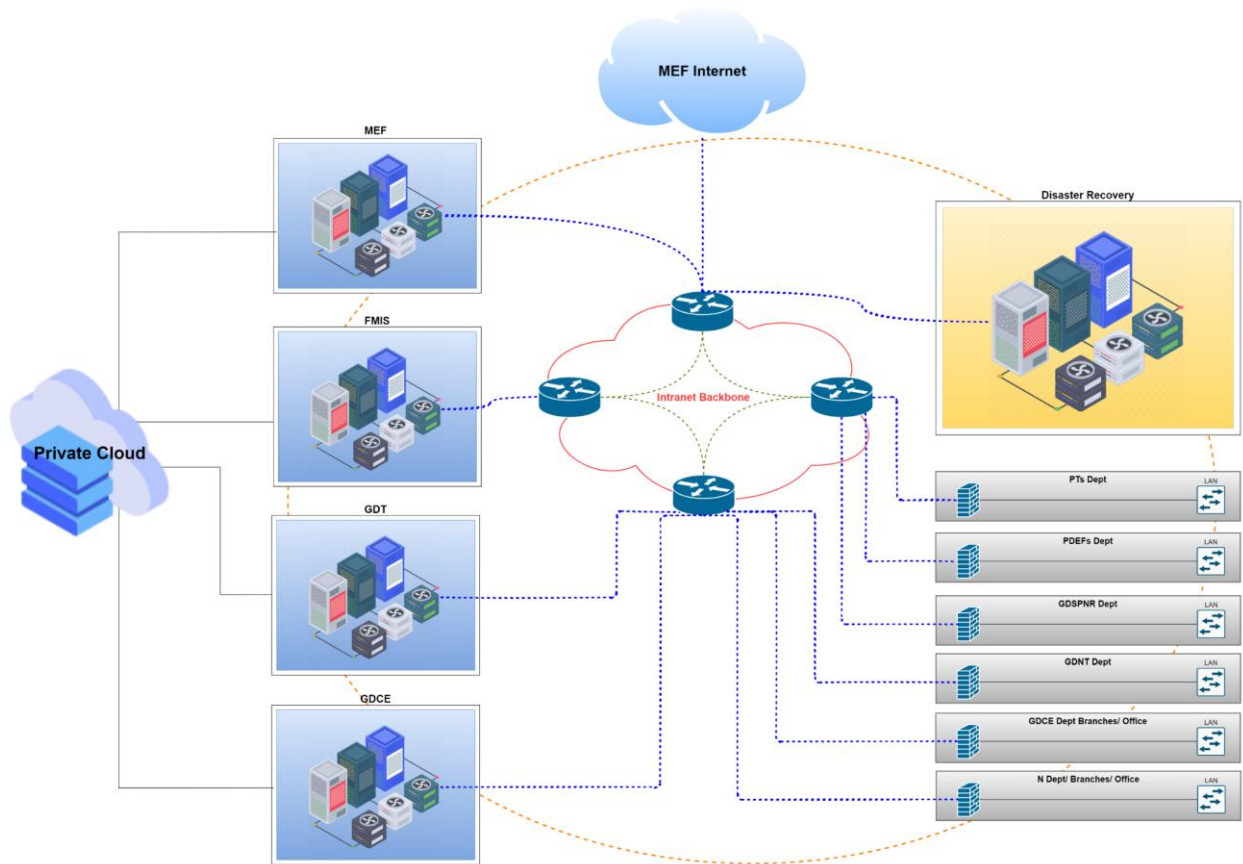 MEF Internet
MEF
Disaster Recovery
FMIS
Intranet Backbone
Private Cloud
PTs Dept
LAN
GDT
PDEFs Dept
LAN
GDSPNR Dept
LAN
GDNT Dept
LAN
GDCE
GDCE Dept Branches/ Office
LAN
N Dept/ Branches/ Office
LAN